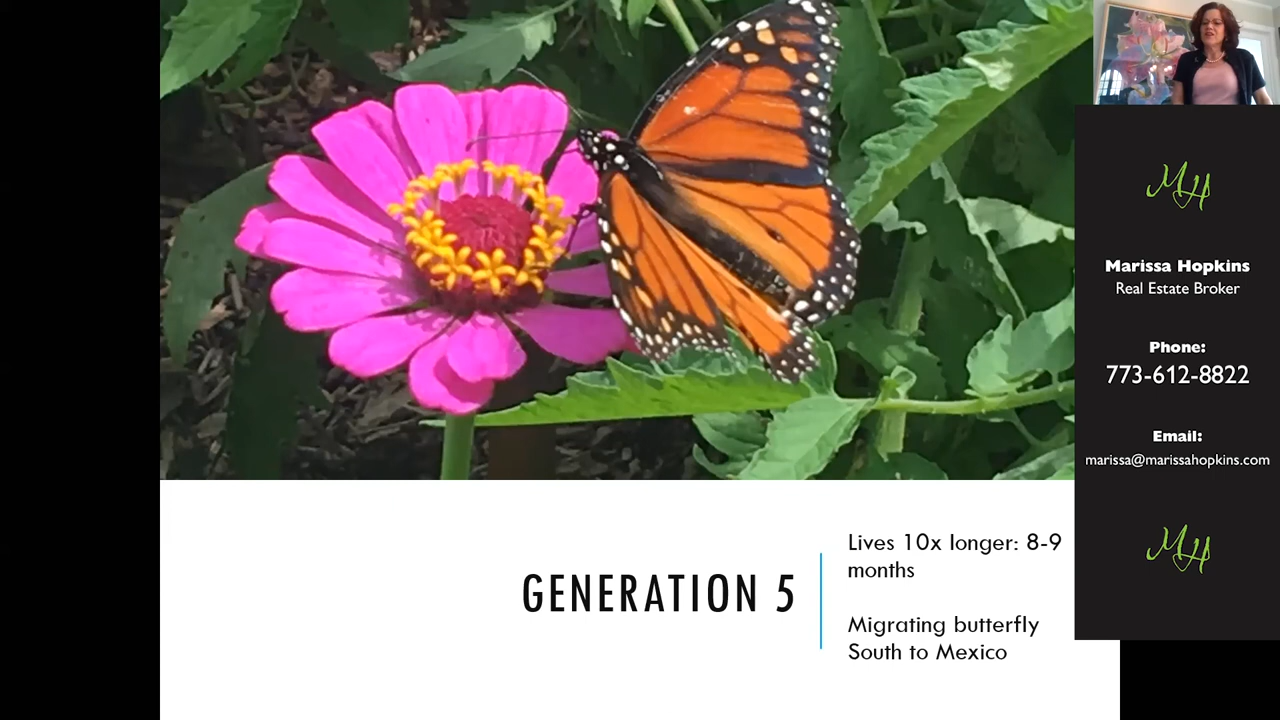 GENERATION 5
Lives 10x longer: 8-9
months
Migrating butterfly
South to Mexico
MH
Marissa Hopkins
Real Estate Broker
Phone:
773-612-8822
Email:
marissa@marissahopkins.com
MH